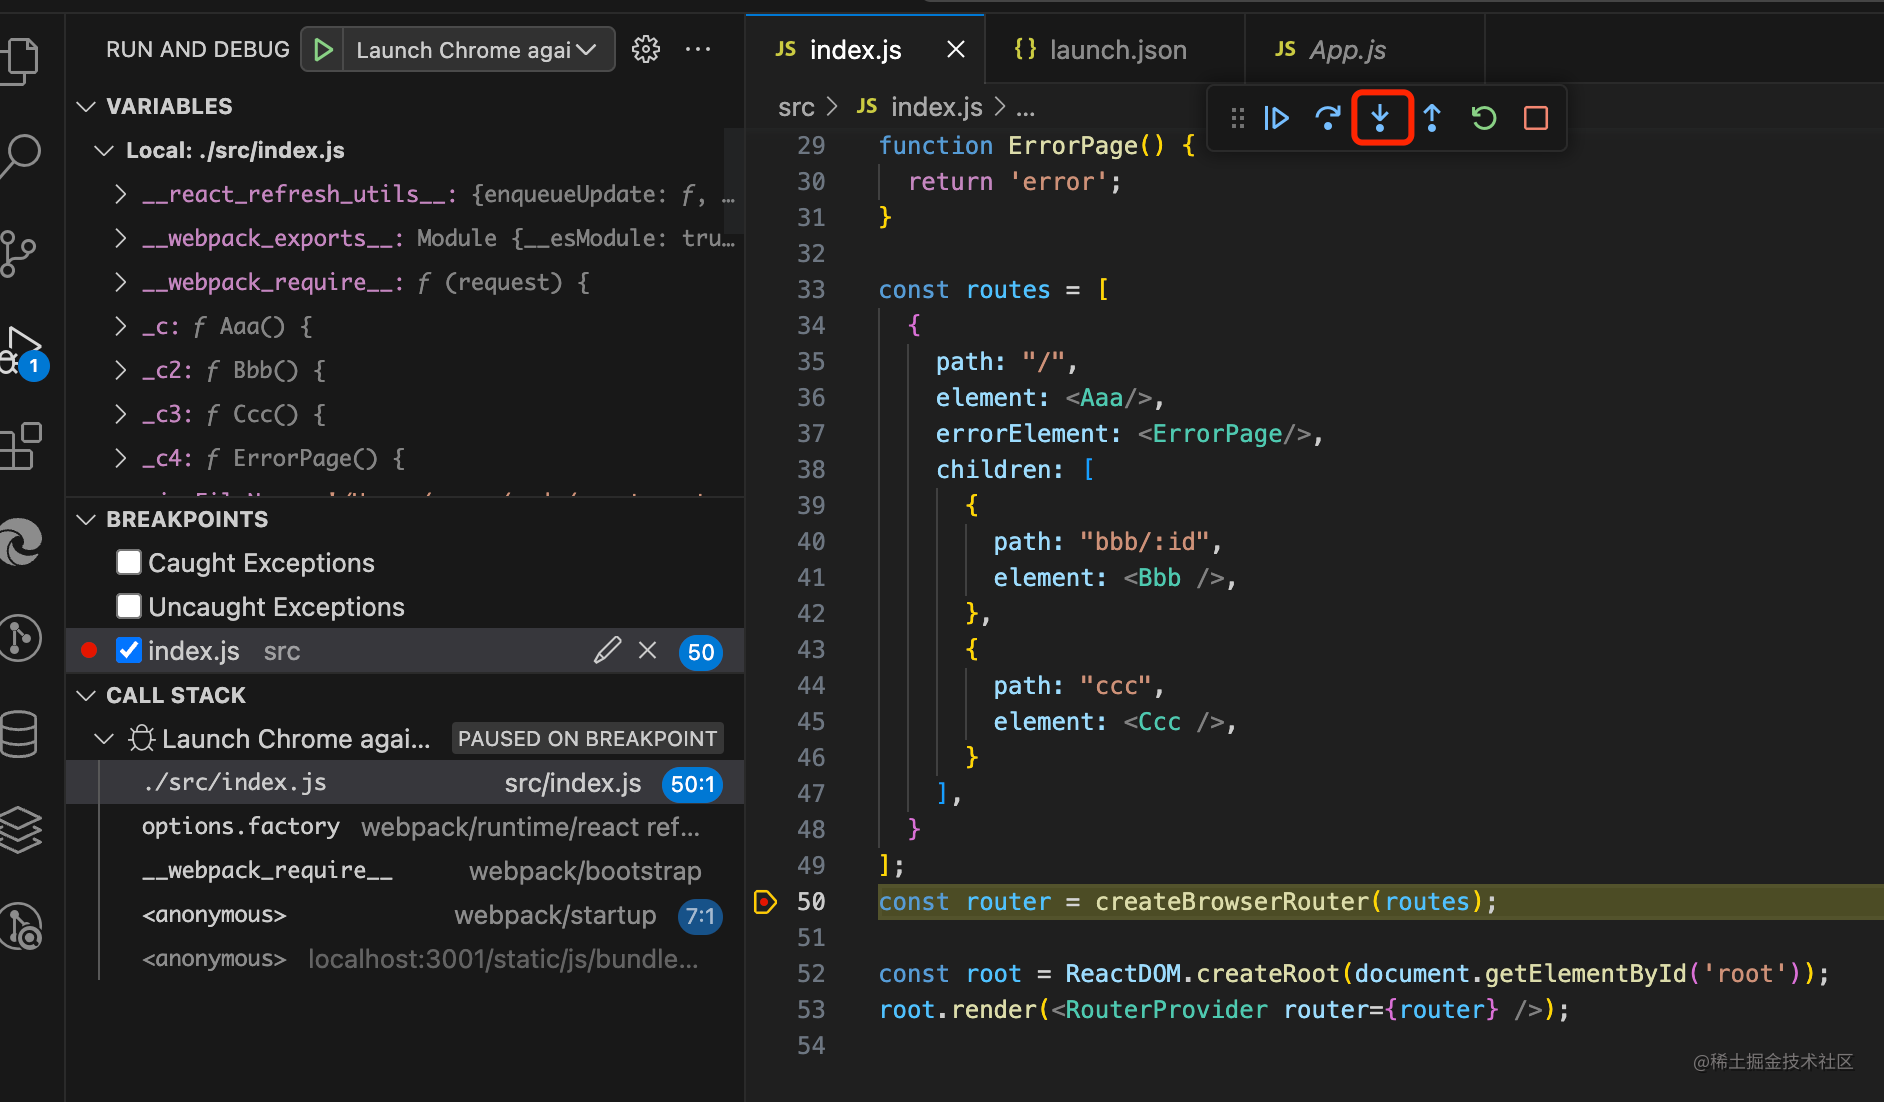 RUN AND DEBUG
Launch Chrome agai
VARIABLES
Local: ./src/index.js
__react_refresh_utils__: {enqueueUpdate: ƒ, …
__webpack_exports__: Module {__esModule: tru…
__webpack_require__: ƒ (request) {
_c: ƒ Aaa() {
_c2: ƒ Bbb() {
_c3: ƒ Ccc() {
_c4: ƒ ErrorPage() {
1
BREAKPOINTS
Caught Exceptions
Uncaught Exceptions
index.js src 50
CALL STACK
Launch Chrome agai... PAUSED ON BREAKPOINT
./src/index.js src/index.js 50:1
options.factory webpack/runtime/react ref...
__webpack_require__ webpack/bootstrap
<anonymous> webpack/startup 7:1
<anonymous> localhost:3001/static/js/bundle...
JS index.js
{} launch.json
JS App.js
src > JS index.js > ...
29 function ErrorPage() {
30 return 'error';
31 }
32
33 const routes = [
34 {
35 path: "/",
36 element: <Aaa/>,
37 errorElement: <ErrorPage/>,
38 children: [
39 {
40 path: "bbb/:id",
41 element: <Bbb />,
42 },
43 {
44 path: "ccc",
45 element: <Ccc />,
46 }
47 ],
48 }
49 ];
50 const router = createBrowserRouter(routes);
51
52 const root = ReactDOM.createRoot(document.getElementById('root'));
53 root.render(<RouterProvider router={router} />);
54
@稀土掘金技术社区